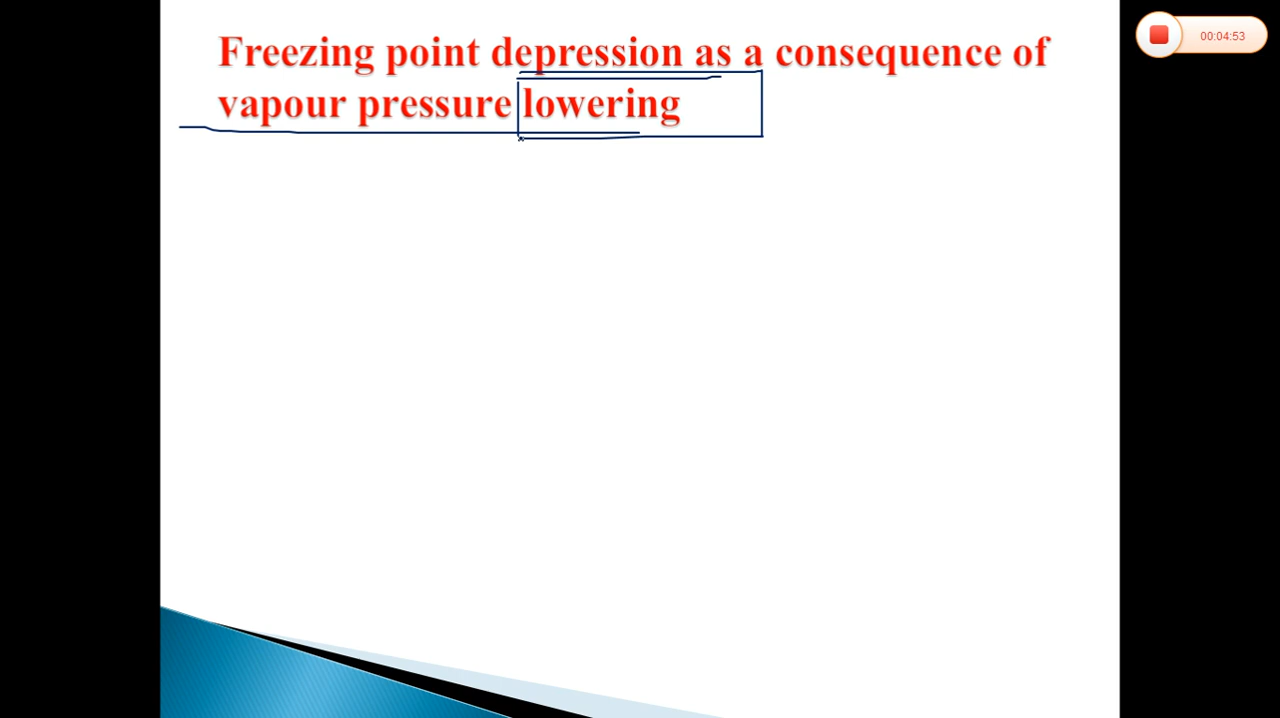 Freezing point depression as a consequence of
vapour pressure lowering
00:04:53